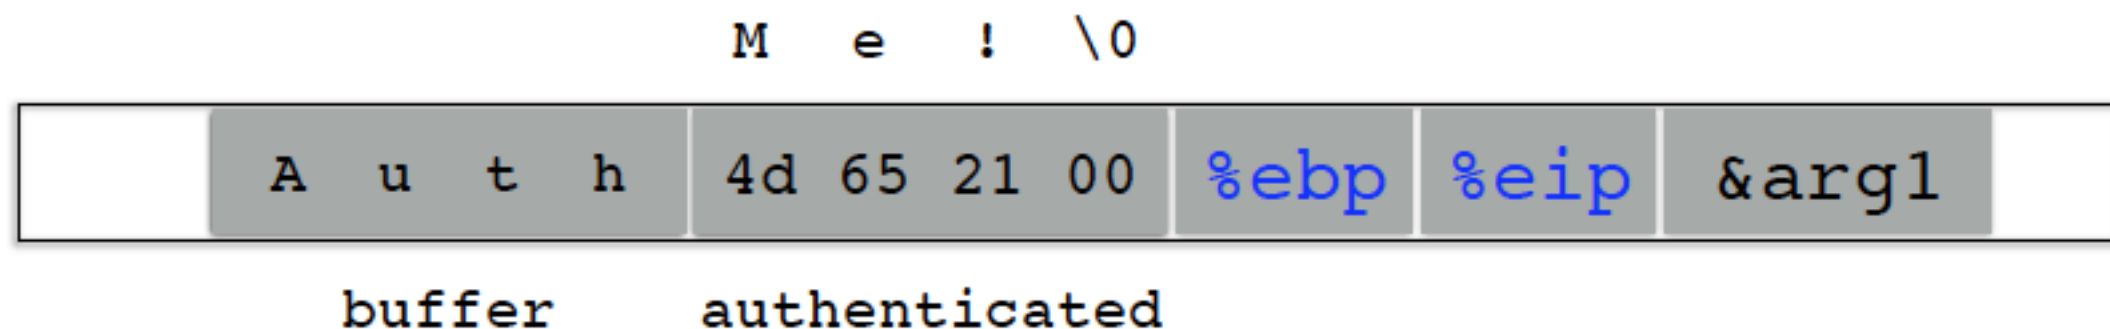 M e ! \0
A u t h 4d 65 21 00 %ebp %eip &arg1
buffer authenticated